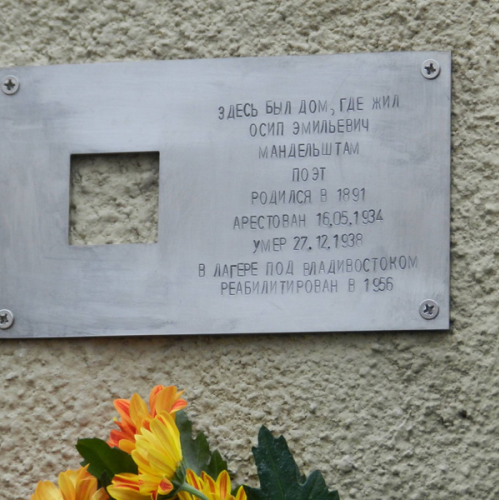 ЗДЕСЬ БЫЛ ДОМ, ГДЕ ЖИЛ
ОСИП ЭМИЛЬЕВИЧ
МАНДЕЛЬШТАМ
ПОЭТ
РОДИЛСЯ В 1891
АРЕСТОВАН 16.05.1934
УМЕР 27.12.1938
В ЛАГЕРЕ ПОД ВЛАДИВОСТОКОМ
РЕАБИЛИТИРОВАН В 1956